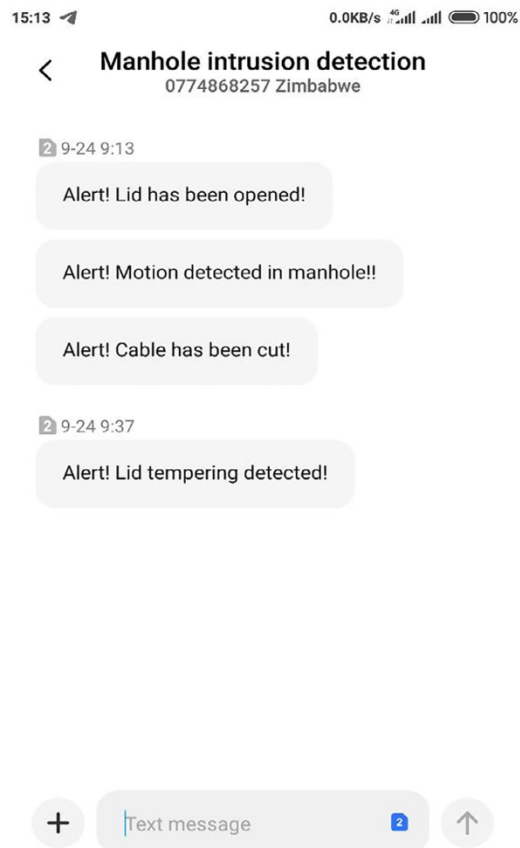 15:13 0.0KB/s 4G 100%
Manhole intrusion detection
0774868257 Zimbabwe
2 9-24 9:13
Alert! Lid has been opened!
Alert! Motion detected in manhole!!
Alert! Cable has been cut!
2 9-24 9:37
Alert! Lid tempering detected!
Text message 2